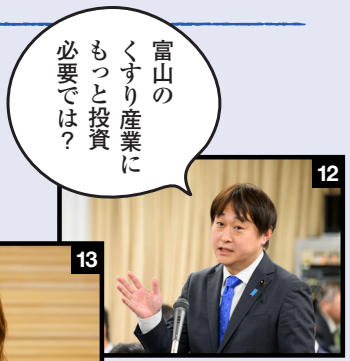 富山の
くすり産業に
もっと投資
必要では？
12
13